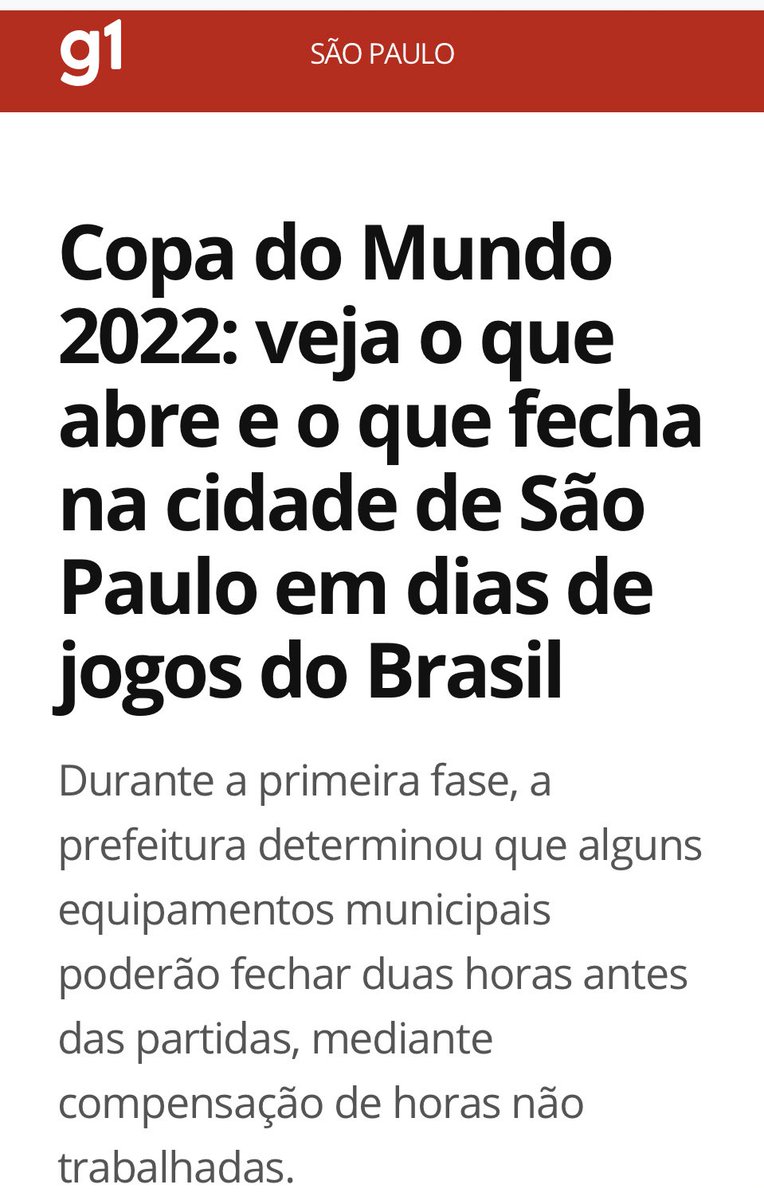 g1
SÃO PAULO
Copa do Mundo
2022: veja o que
abre e o que fecha
na cidade de São
Paulo em dias de
jogos do Brasil
Durante a primeira fase, a
prefeitura determinou que alguns
equipamentos municipais
poderão fechar duas horas antes
das partidas, mediante
compensação de horas não
trabalhadas.